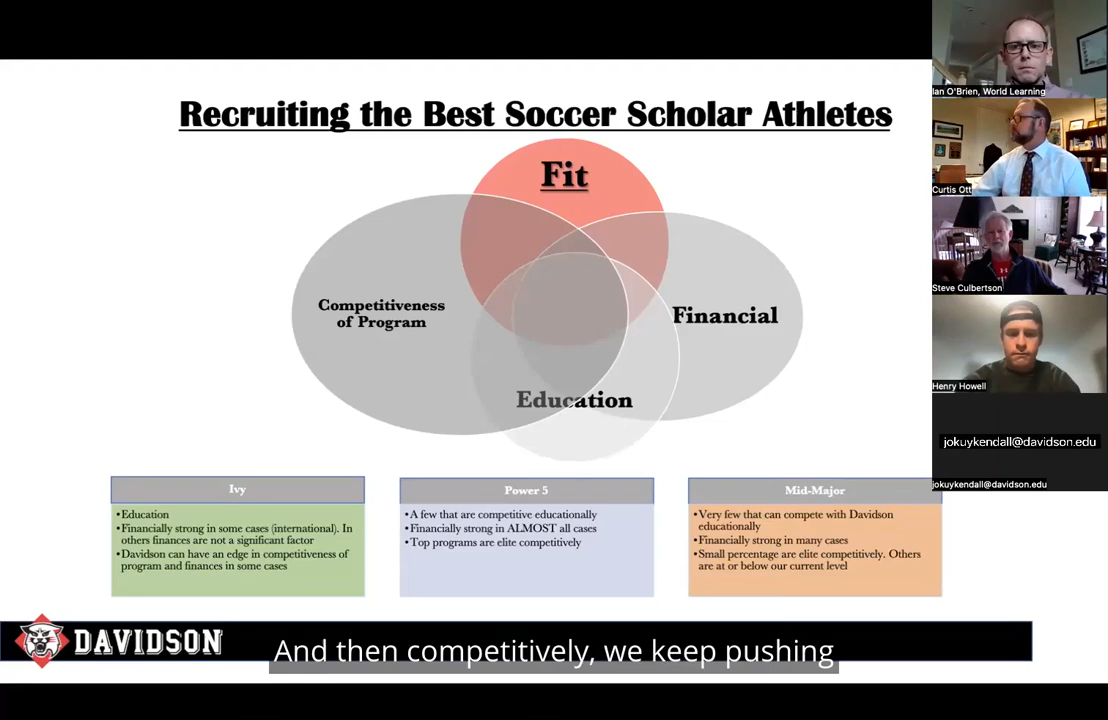 Recruiting the Best Soccer Scholar Athletes
Fit
Competitiveness
of Program
Financial
Education
Ivy
•Education
•Financially strong in some cases (international). In
others finances are not a significant factor
•Davidson can have an edge in competitiveness of
program and finances in some cases
Power 5
•A few that are competitive educationally
•Financially strong in ALMOST all cases
•Top programs are elite competitively
Mid-Major
•Very few that can compete with Davidson
educationally
•Financially strong in many cases
•Small percentage are elite competitively. Others
are at or below our current level
DAVIDSON
And then competitively, we keep pushing
Ian O'Brien, World Learning
Curtis Ott
Steve Culbertson
Henry Howell
jokuykendall@davidson.edu
jokuykendall@davidson.edu